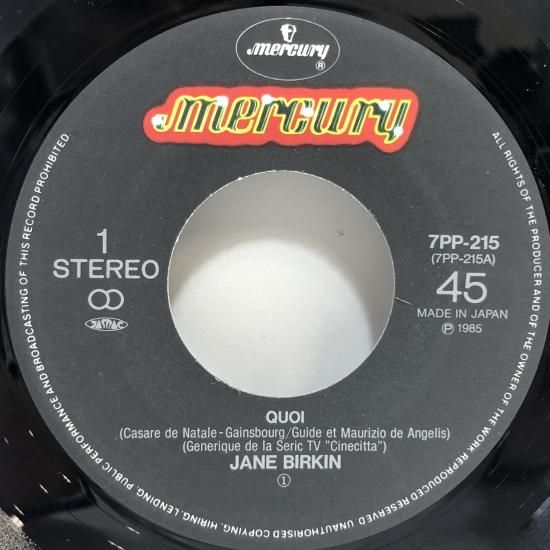 mercury
®
mercury
ALL RIGHTS OF THE PRODUCER AND OF THE OWNER OF THE WORK REPRODUCED RESERVED. UNAUTHORISED COPYING, HIRING, LENDING, PUBLIC PERFORMANCE AND BROADCASTING OF THIS RECORD PROHIBITED.
1
STEREO
JASRAC
7PP-215
(7PP-215A)
45
MADE IN JAPAN
Ⓟ 1985
QUOI
(Casare de Natale-Gainsbourg/Guide et Maurizio de Angelis)
(Generique de la Seric TV "Cinecitta")
JANE BIRKIN
①